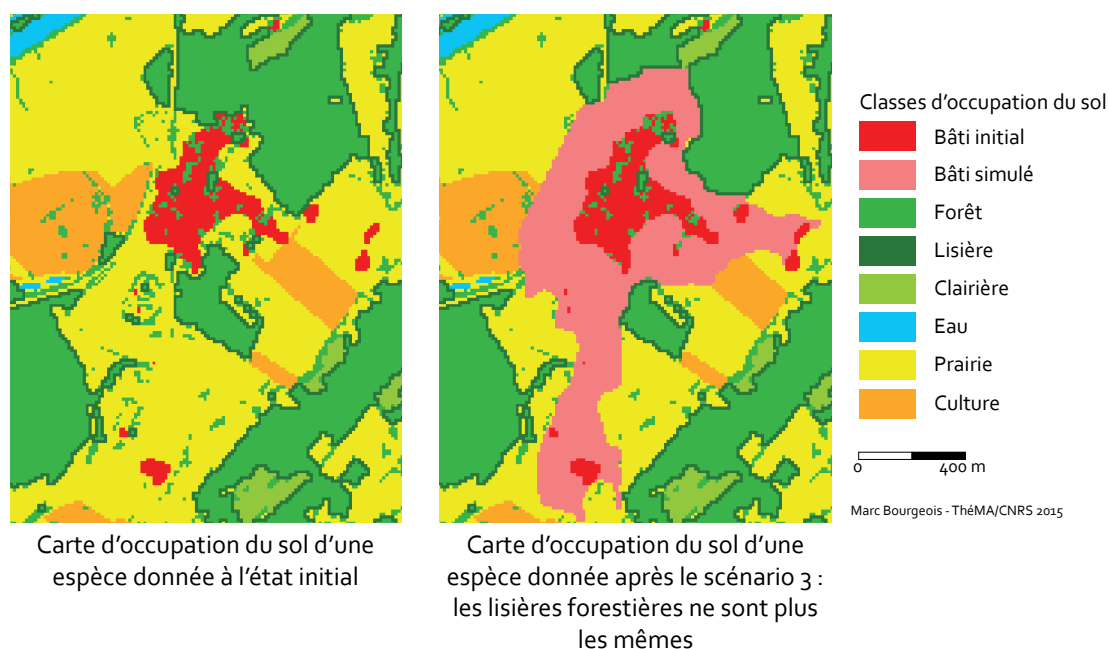 Classes d'occupation du sol
Bâti initial
Bâti simulé
Forêt
Lisière
Clairière
Eau
Prairie
Culture
0 400 m
Marc Bourgeois - ThéMA/CNRS 2015
Carte d'occupation du sol d'une
espèce donnée à l'état initial
Carte d'occupation du sol d'une
espèce donnée après le scénario 3 :
les lisières forestières ne sont plus
les mêmes